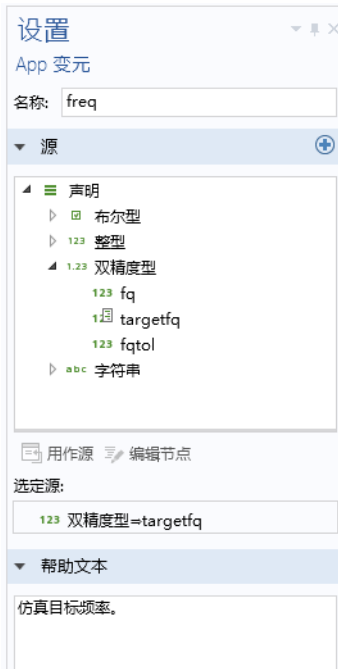 设置
App 变元
名称: freq
源
声明
布尔型
123 整型
1.23 双精度型
123 fq
targetfq
123 fqtol
abc 字符串
用作源 编辑节点
选定源:
123 双精度型⇒targetfq
帮助文本
仿真目标频率。